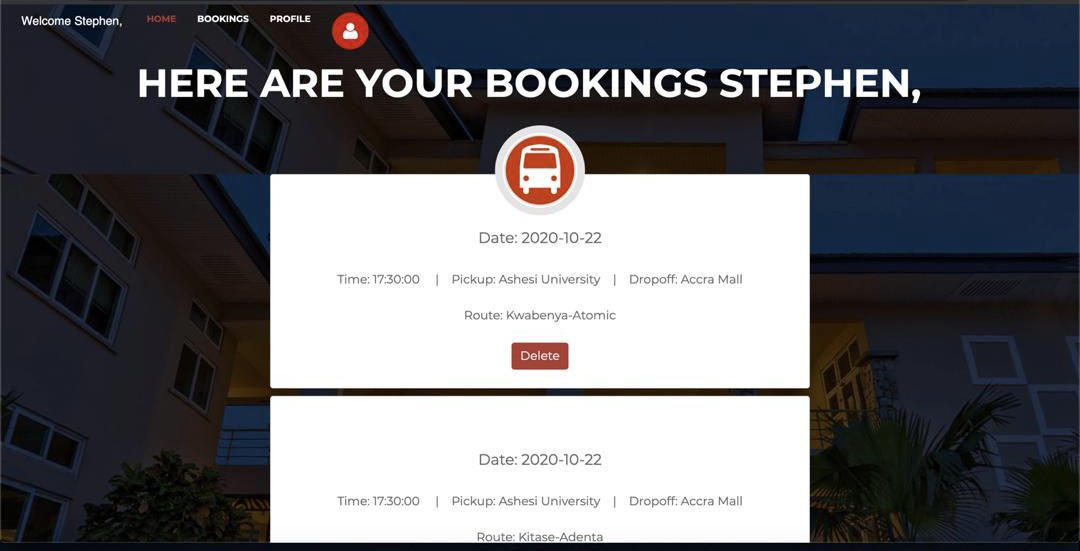 Welcome Stephen, HOME BOOKINGS PROFILE
HERE ARE YOUR BOOKINGS STEPHEN,
Date: 2020-10-22
Time: 17:30:00 | Pickup: Ashesi University | Dropoff: Accra Mall
Route: Kwabenya-Atomic
Delete
Date: 2020-10-22
Time: 17:30:00 | Pickup: Ashesi University | Dropoff: Accra Mall
Route: Kitase-Adenta